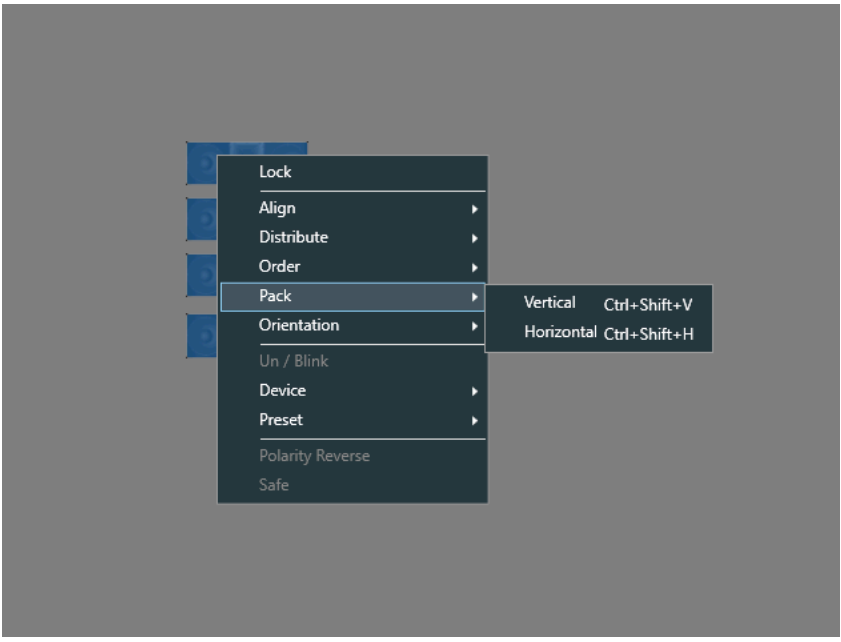 Lock
Align
Distribute
Order
Pack
Vertical Ctrl+Shift+V
Horizontal Ctrl+Shift+H
Orientation
Un / Blink
Device
Preset
Polarity Reverse
Safe